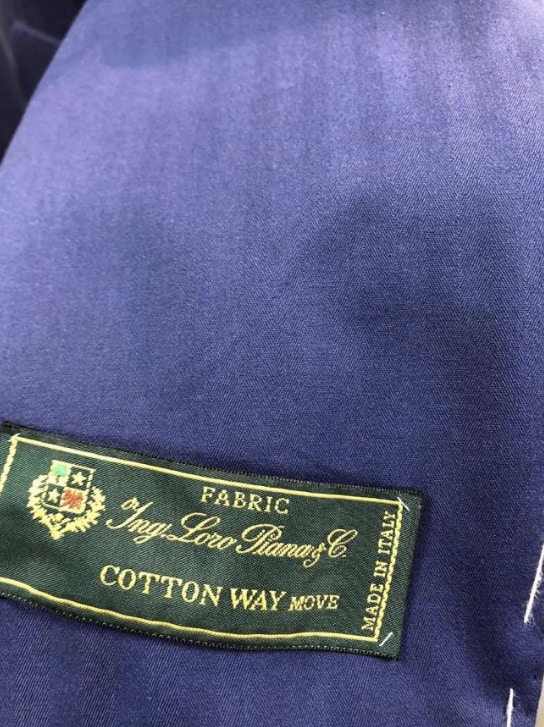 FABRIC
Ing. Loro Piana & C.
COTTON WAY MOVE
MADE IN ITALY